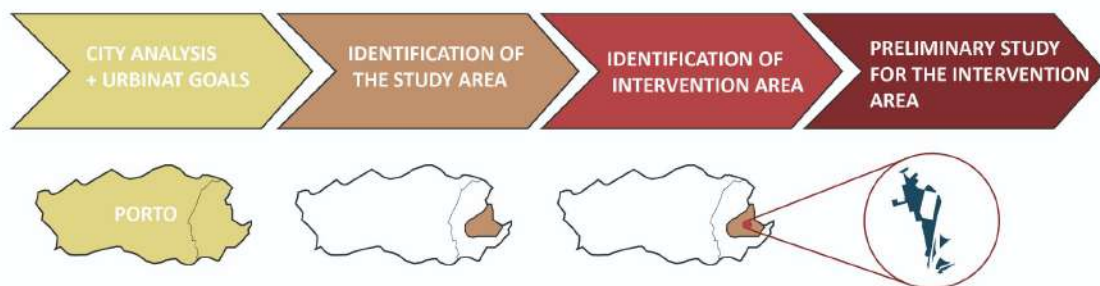 CITY ANALYSIS
+ URBINAT GOALS
IDENTIFICATION OF
THE STUDY AREA
IDENTIFICATION OF
INTERVENTION AREA
PRELIMINARY STUDY
FOR THE INTERVENTION
AREA
PORTO